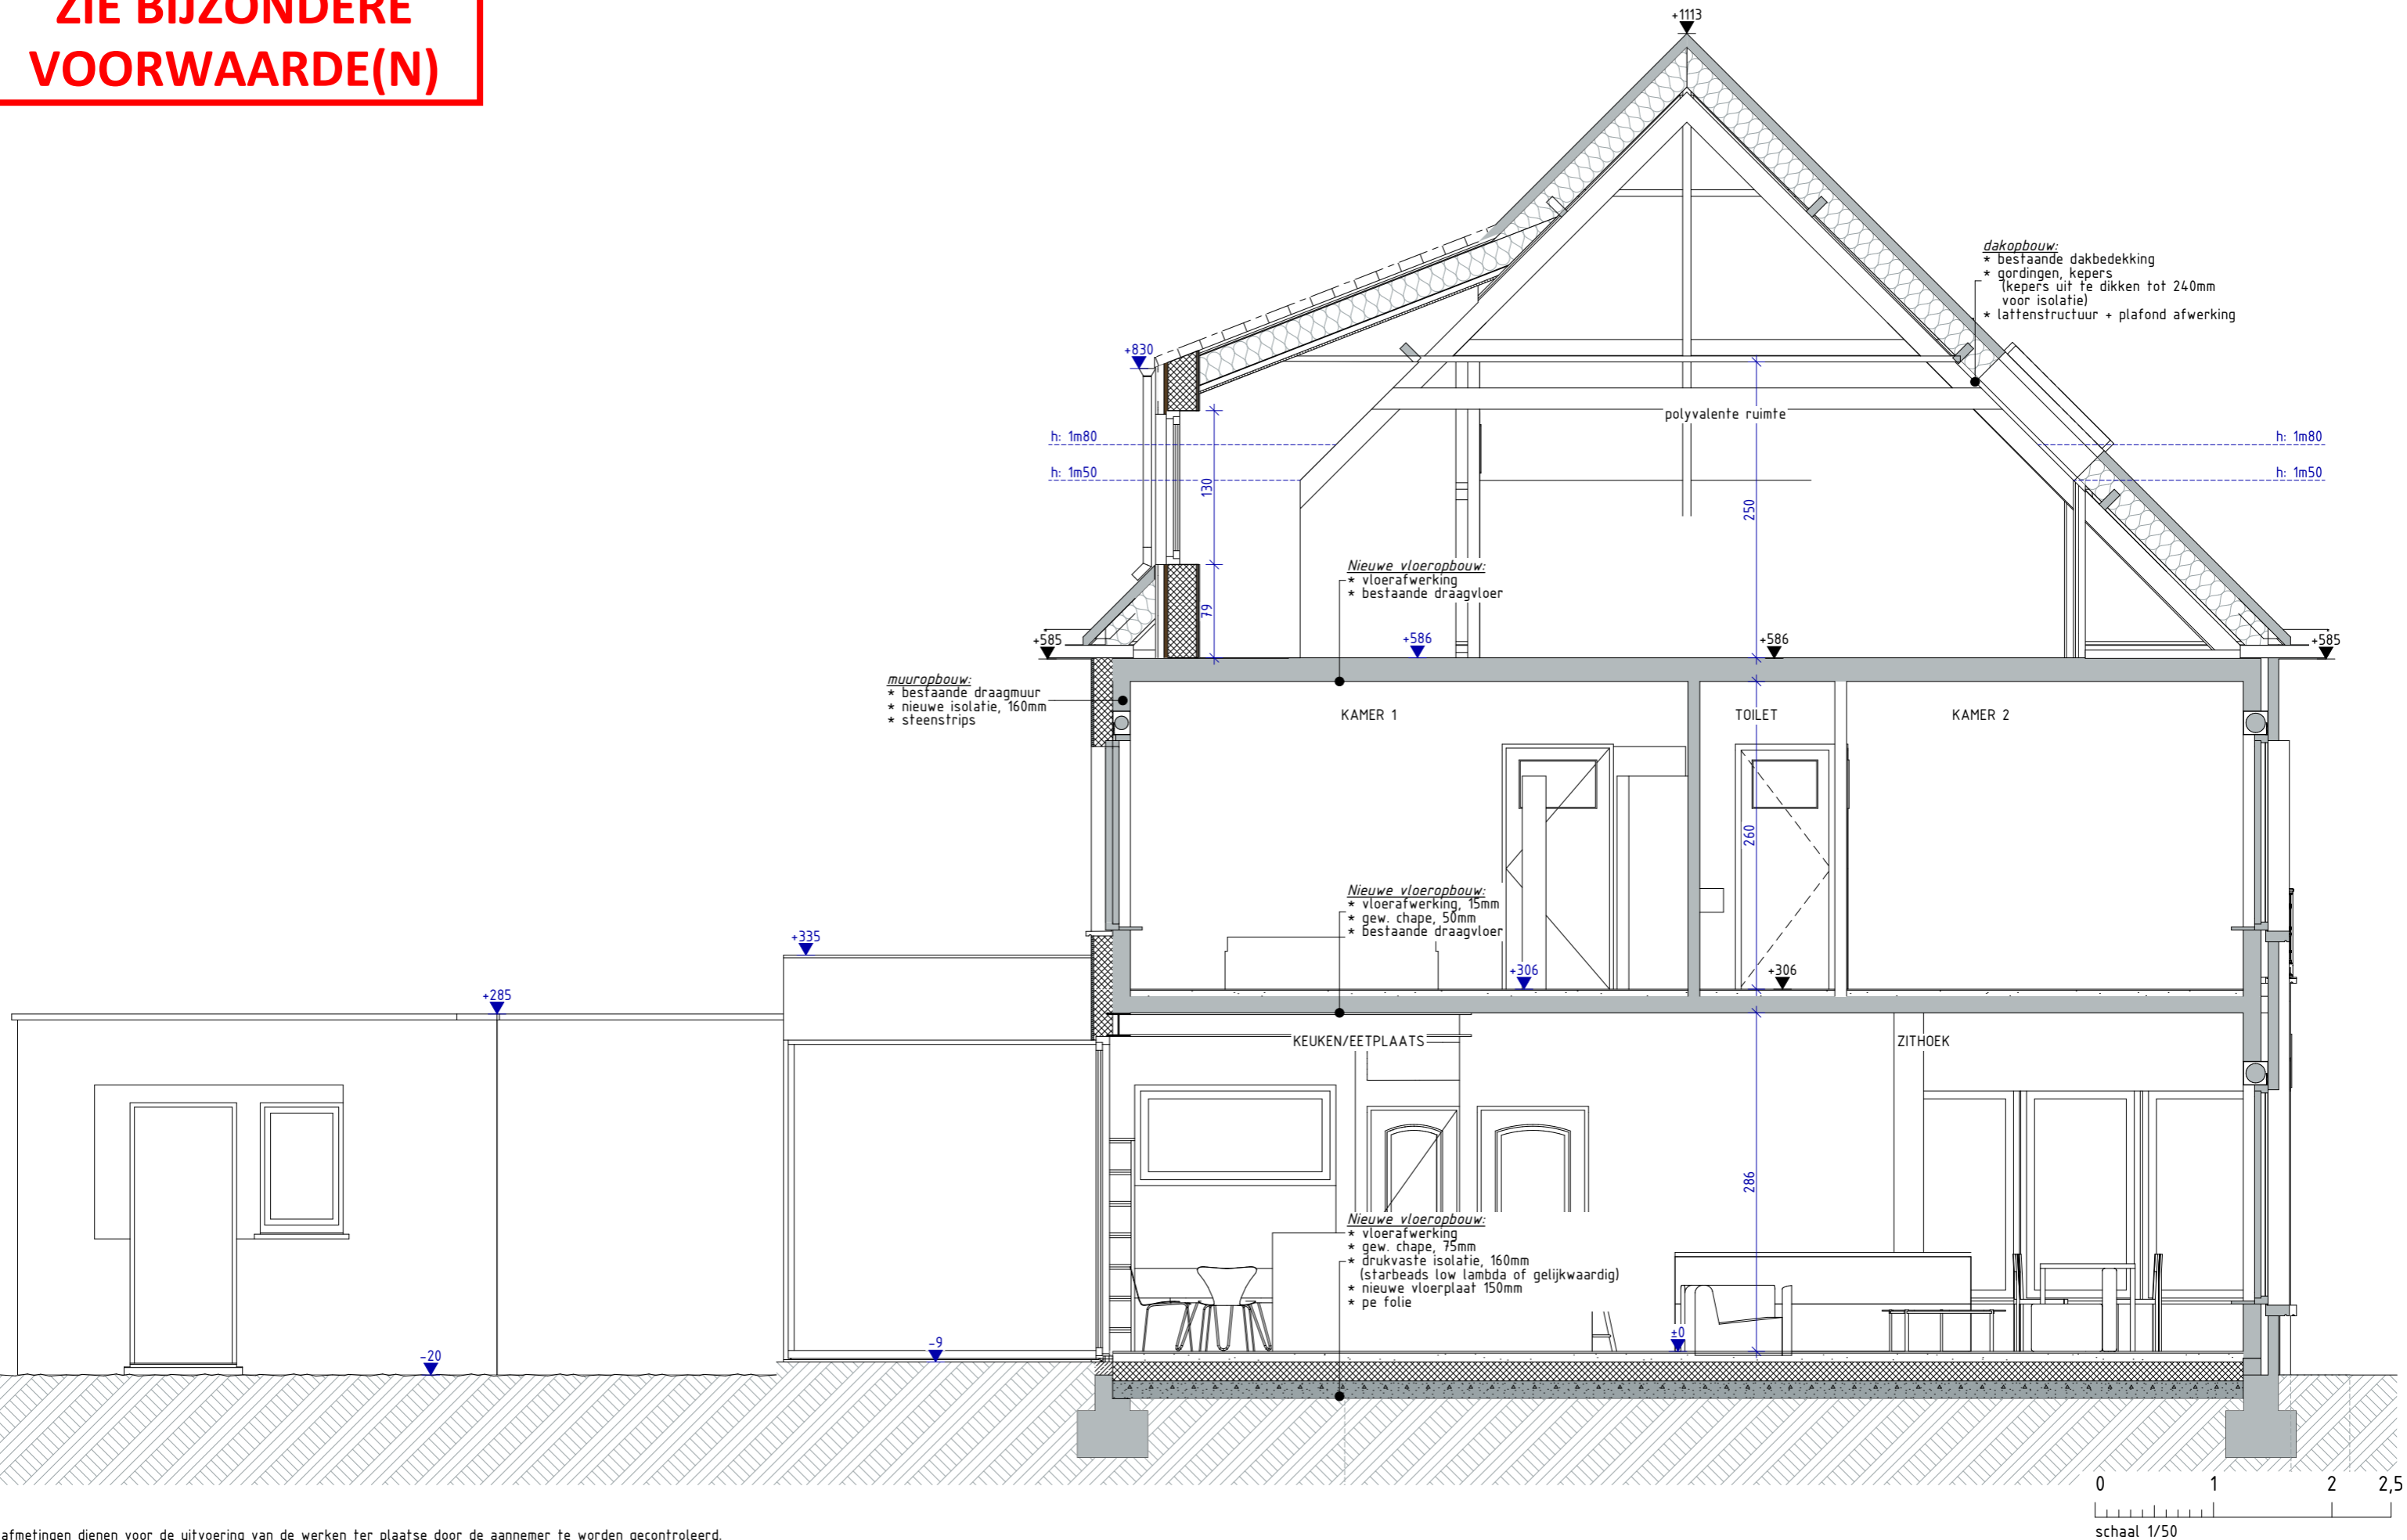 ZIE BIJZONDERE
VOORWAARDE(N)
+1113
dakopbouw:
* bestaande dakbedekking
* gordingen, kepers
(kepers uit te dikken tot 240mm
voor isolatie)
* lattenstructuur + plafond afwerking
+830
polyvalente ruimte
h: 1m80
h: 1m80
h: 1m50
h: 1m50
130
250
Nieuwe vloeropbouw:
* vloerafwerking
* bestaande draagvloer
79
+585
+586
+586
+585
muuropbouw:
* bestaande draagmuur
* nieuwe isolatie, 160mm
* steenstrips
KAMER 1
TOILET
KAMER 2
260
Nieuwe vloeropbouw:
* vloerafwerking, 15mm
* gew. chape, 50mm
* bestaande draagvloer
+335
+306
+306
+285
KEUKEN/EETPLAATS
ZITHOEK
286
Nieuwe vloeropbouw:
* vloerafwerking
* gew. chape, 75mm
* drukvaste isolatie, 160mm
(starbeads low lambda of gelijkwaardig)
* nieuwe vloerplaat 150mm
* pe folie
±0
-9
-20
0 1 2 2,5
schaal 1/50
afmetingen dienen voor de uitvoering van de werken ter plaatse door de aannemer te worden gecontroleerd.